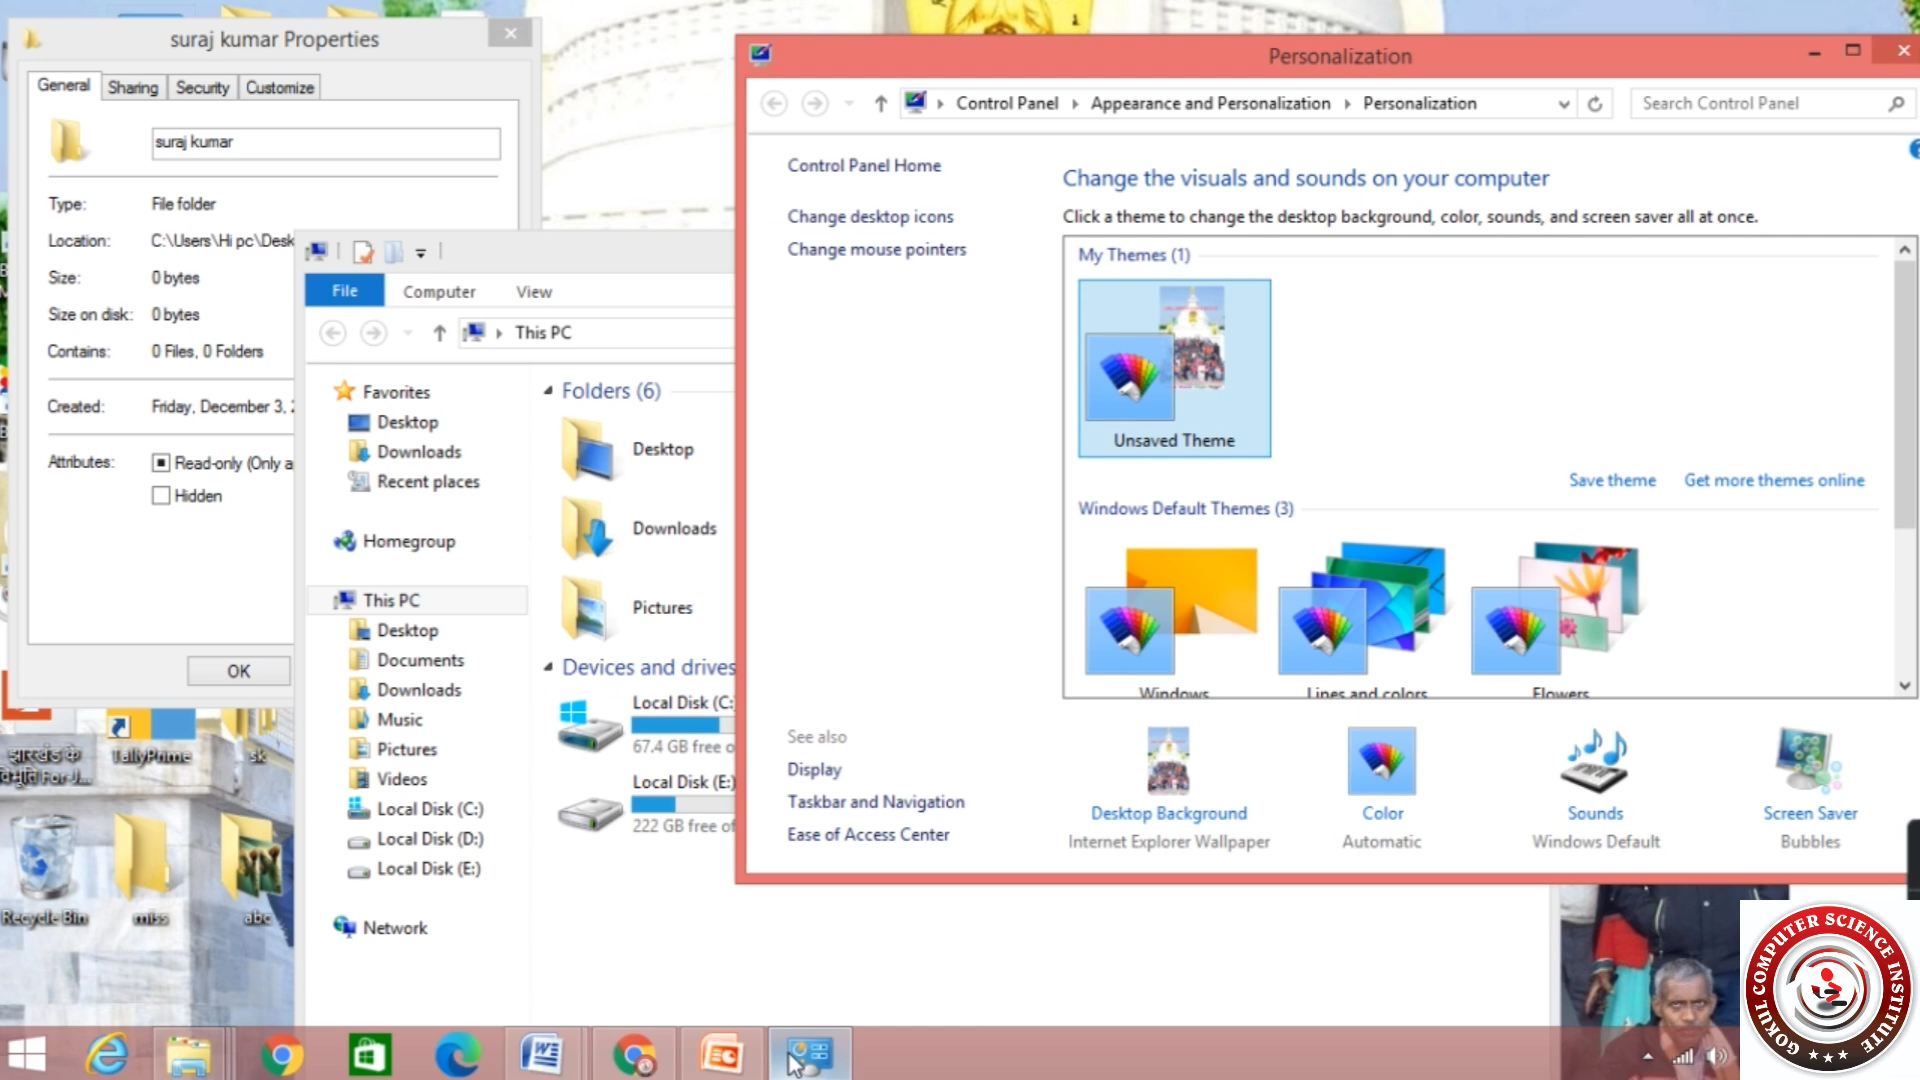 suraj kumar Properties
General
Sharing
Security
Customize
suraj kumar
Type: File folder
Location: C:\Users\Hi pc\Desk
Size: 0 bytes
Size on disk: 0 bytes
Contains: 0 Files, 0 Folders
Created: Friday, December 3,
Attributes: Read-only (Only a
Hidden
OK
File
Computer
View
This PC
Favorites
Desktop
Downloads
Recent places
Homegroup
This PC
Desktop
Documents
Downloads
Music
Pictures
Videos
Local Disk (C:)
Local Disk (D:)
Local Disk (E:)
Network
Folders (6)
Desktop
Downloads
Pictures
Devices and drives
Local Disk (C:
67.4 GB free o
Local Disk (E:)
222 GB free of
Personalization
Control Panel
Appearance and Personalization
Personalization
Search Control Panel
Control Panel Home
Change desktop icons
Change mouse pointers
See also
Display
Taskbar and Navigation
Ease of Access Center
Change the visuals and sounds on your computer
Click a theme to change the desktop background, color, sounds, and screen saver all at once.
My Themes (1)
Unsaved Theme
Save theme
Get more themes online
Windows Default Themes (3)
Windows
Lines and colors
Flowers
Desktop Background
Internet Explorer Wallpaper
Color
Automatic
Sounds
Windows Default
Screen Saver
Bubbles
झारखंड के
For J...
TallyPrime
sk
Recycle Bin
miss
abc
GOKUL COMPUTER SCIENCE INSTITUTE